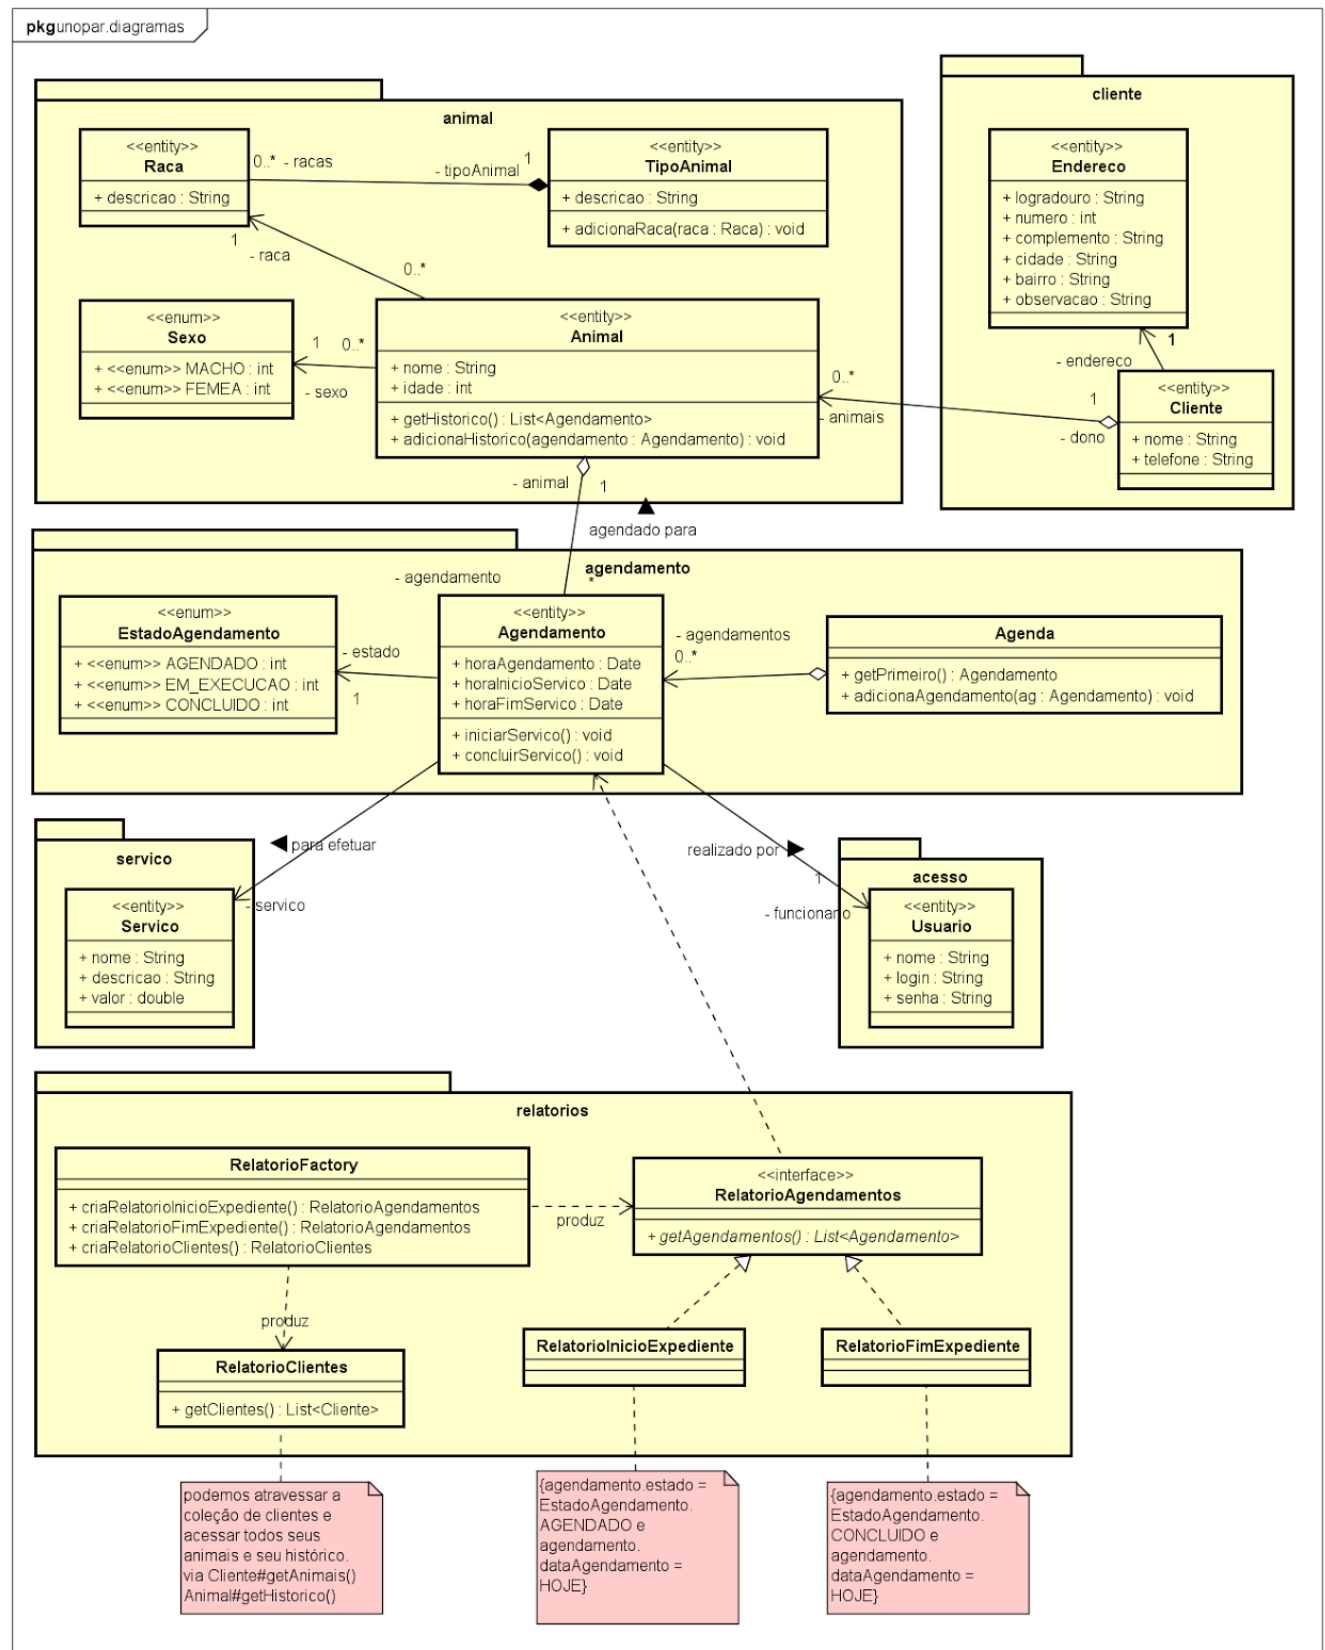 pkg unopar.diagramas
animal
<<entity>>
Raca
+ descricao : String
0..* - racas
- tipoAnimal
1
<<entity>>
TipoAnimal
+ descricao : String
+ adicionaRaca(raca : Raca) : void
1
- raca
0..*
<<enum>>
Sexo
+ <<enum>> MACHO : int
+ <<enum>> FEMEA : int
1
0..*
- sexo
<<entity>>
Animal
+ nome : String
+ idade : int
+ getHistorico() : List<Agendamento>
+ adicionaHistorico(agendamento : Agendamento) : void
cliente
<<entity>>
Endereco
+ logradouro : String
+ numero : int
+ complemento : String
+ cidade : String
+ bairro : String
+ observacao : String
1
- endereco
<<entity>>
Cliente
+ nome : String
+ telefone : String
0..*
- animais
1
- dono
- animal
1
agendado para
agendamento
- agendamento
*
<<enum>>
EstadoAgendamento
+ <<enum>> AGENDADO : int
+ <<enum>> EM_EXECUCAO : int
+ <<enum>> CONCLUIDO : int
- estado
1
<<entity>>
Agendamento
+ horaAgendamento : Date
+ horaInicioServico : Date
+ horaFimServico : Date
+ iniciarServico() : void
+ concluirServico() : void
- agendamentos
0..*
Agenda
+ getPrimeiro() : Agendamento
+ adicionaAgendamento(ag : Agendamento) : void
servico
para efetuar
- servico
<<entity>>
Servico
+ nome : String
+ descricao : String
+ valor : double
realizado por
1
- funcionario
acesso
<<entity>>
Usuario
+ nome : String
+ login : String
+ senha : String
relatorios
RelatorioFactory
+ criaRelatorioInicioExpediente() : RelatorioAgendamentos
+ criaRelatorioFimExpediente() : RelatorioAgendamentos
+ criaRelatorioClientes() : RelatorioClientes
produz
<<interface>>
RelatorioAgendamentos
+ getAgendamentos() : List<Agendamento>
produz
RelatorioClientes
+ getClientes() : List<Cliente>
RelatorioInicioExpediente
RelatorioFimExpediente
podemos atravessar a
coleção de clientes e
acessar todos seus
animais e seu histórico.
via Cliente#getAnimais()
Animal#getHistorico()
{agendamento.estado =
EstadoAgendamento.
AGENDADO e
agendamento.
dataAgendamento =
HOJE}
{agendamento.estado =
EstadoAgendamento.
CONCLUIDO e
agendamento.
dataAgendamento =
HOJE}